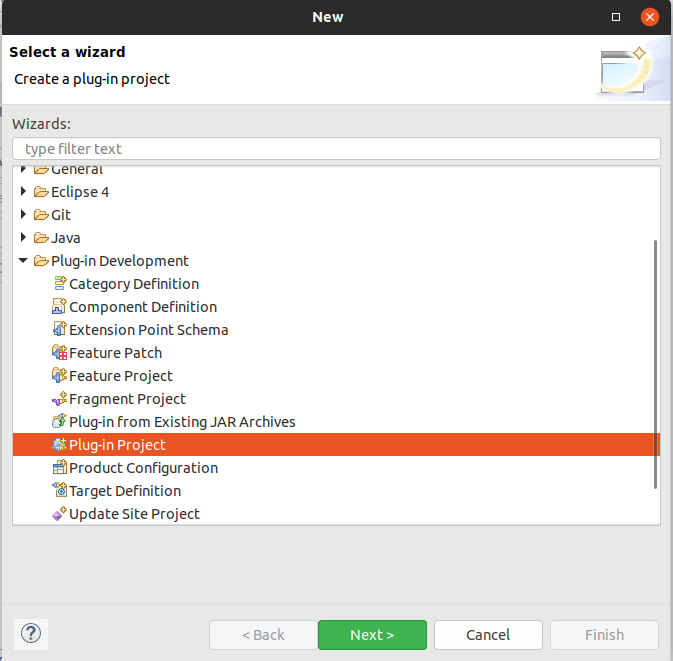 New
Select a wizard
Create a plug-in project
Wizards:
type filter text
General
Eclipse 4
Git
Java
Plug-in Development
Category Definition
Component Definition
Extension Point Schema
Feature Patch
Feature Project
Fragment Project
Plug-in from Existing JAR Archives
Plug-in Project
Product Configuration
Target Definition
Update Site Project
? < Back Next > Cancel Finish